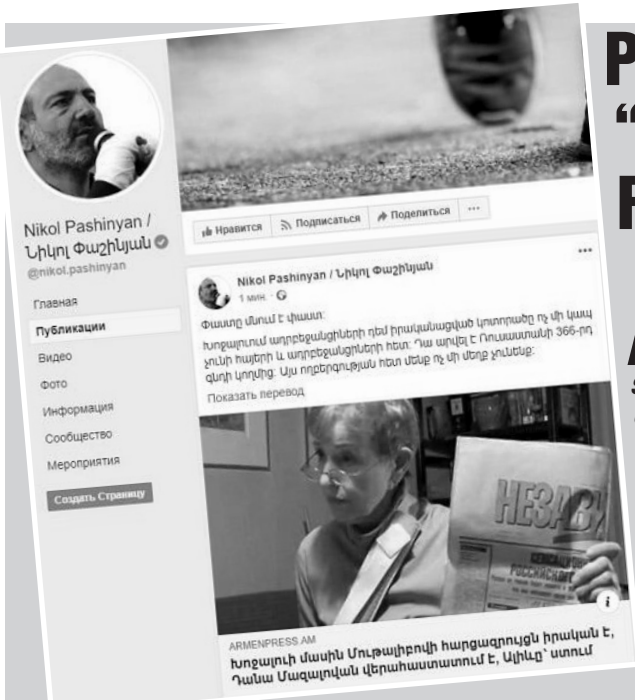 Nikol Pashinyan /
Նիկոլ Փաշինյան
@nikol.pashinyan
Главная
Публикации
Видео
Фото
Информация
Сообщество
Мероприятия
Создать Страницу
Нравится
Подписаться
Поделиться
Nikol Pashinyan / Նիկոլ Փաշինյան
1 мин.
Փաստը մնում է փաստ:
Խոջալուում ադրբեջանցիների դեմ իրականացված կոտորածը ոչ մի կապ
չունի հայերի և ադրբեջանցիների հետ: Դա արվել է Ռուսաստանի 366-րդ
գնդի կողմից: Այս ողբերգության հետ մենք ոչ մի մեղք չունենք:
Показать перевод
НЕЗАВ
РОССИЙСКО
ARMENPRESS.AM
Խոջալուի մասին Մութալիբովի հարցազրույցն իրական է,
Դանա Մազալովան վերահաստատում է, Ալիևը՝ ստում
P
“
F
A